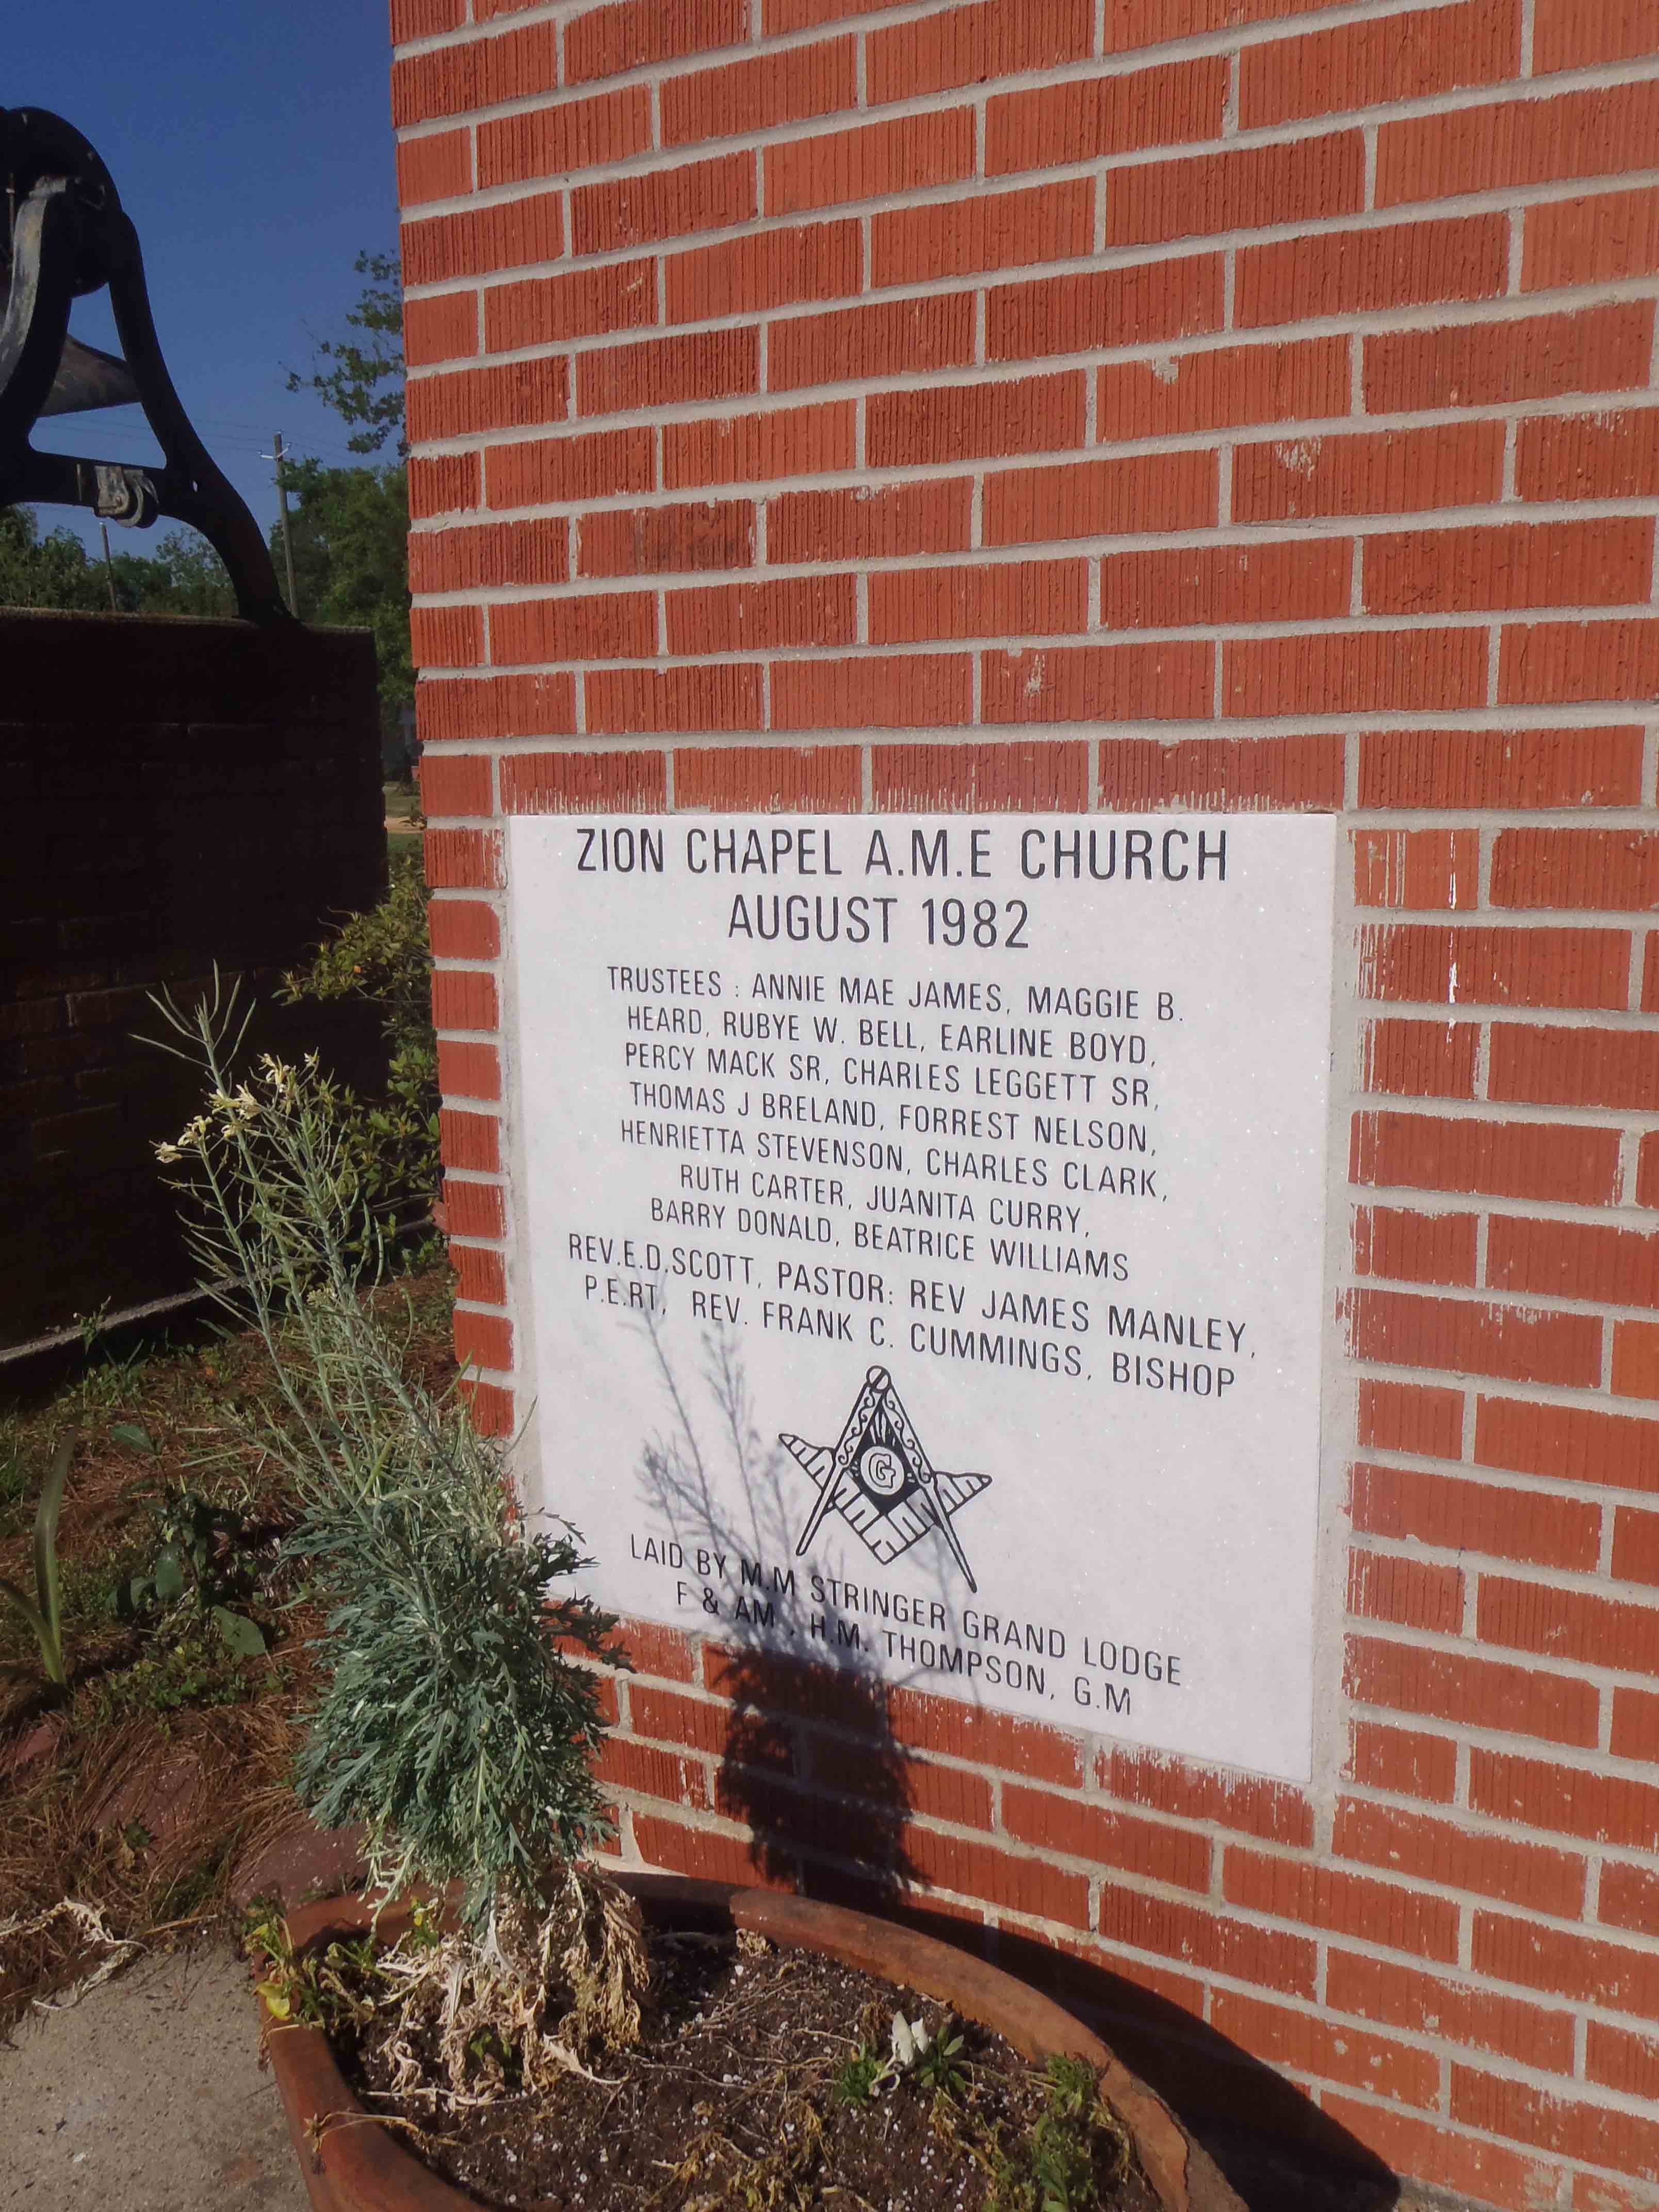 ZION CHAPEL A.M.E CHURCH
AUGUST 1982
TRUSTEES : ANNIE MAE JAMES, MAGGIE B.
HEARD, RUBYE W. BELL, EARLINE BOYD,
PERCY MACK SR, CHARLES LEGGETT SR,
THOMAS J BRELAND, FORREST NELSON,
HENRIETTA STEVENSON, CHARLES CLARK,
RUTH CARTER, JUANITA CURRY,
BARRY DONALD, BEATRICE WILLIAMS
REV.E.D.SCOTT, PASTOR: REV JAMES MANLEY,
P.E.RT, REV. FRANK C. CUMMINGS, BISHOP
G
LAID BY M.M STRINGER GRAND LODGE
F & AM, H.M. THOMPSON, G.M